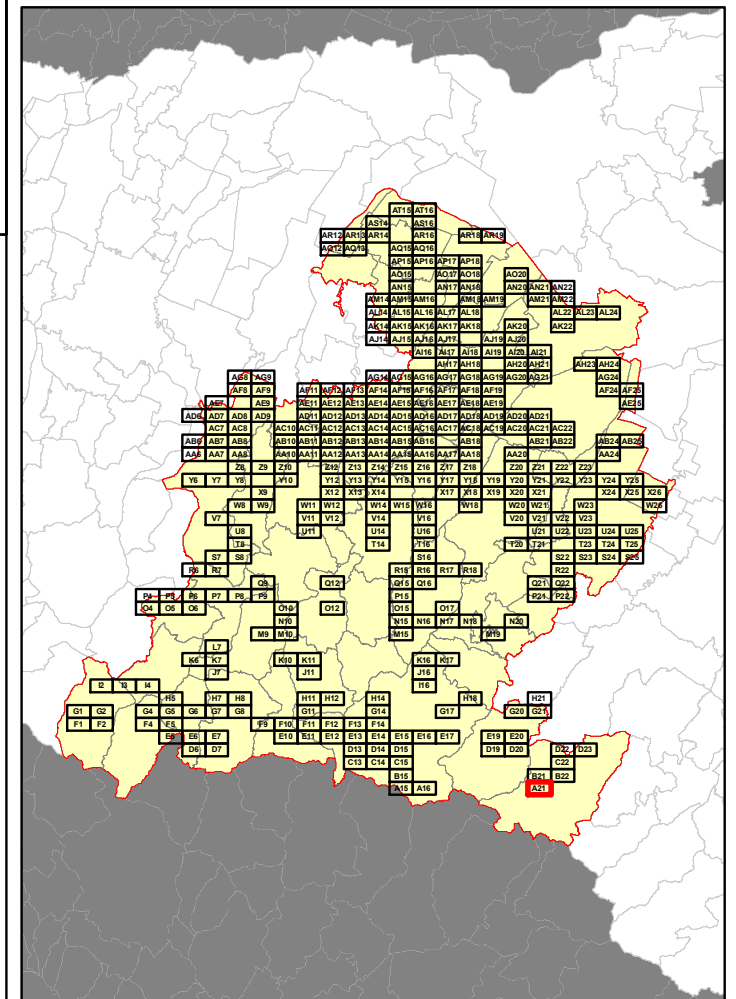 AT15 AT16
AS14 AS16
AR12 AR13 AR14 AR16 AR18 AR19
AQ12 AQ13 AQ15 AQ16
AP15 AP16 AP17 AP18
AO15 AO17 AO18 AO20
AN15 AN17 AN18 AN20 AN21 AN22
AM14 AM15 AM16 AM18 AM19 AM21 AM22
AL14 AL15 AL16 AL17 AL18 AL22 AL23 AL24
AK14 AK15 AK16 AK17 AK18 AK20 AK22
AJ14 AJ15 AJ16 AJ17 AJ19 AJ20
AI16 AI17 AI18 AI19 AI20 AI21
AH17 AH18 AH20 AH21 AH23 AH24
AG8 AG9 AG14 AG15 AG16 AG17 AG18 AG19 AG20 AG21 AG24
AF8 AF9 AF11 AF12 AF13 AF14 AF15 AF16 AF17 AF18 AF19 AF24 AF25
AE7 AE9 AE11 AE12 AE13 AE14 AE15 AE16 AE17 AE18 AE19 AE25
AD6 AD7 AD8 AD9 AD11 AD12 AD13 AD14 AD15 AD16 AD17 AD18 AD19 AD20 AD21
AC7 AC8 AC10 AC11 AC12 AC13 AC14 AC15 AC16 AC17 AC18 AC19 AC20 AC21 AC22
AB6 AB7 AB8 AB10 AB11 AB12 AB13 AB14 AB15 AB16 AB18 AB21 AB22 AB24 AB25
AA6 AA7 AA8 AA10 AA11 AA12 AA13 AA14 AA15 AA16 AA17 AA18 AA20 AA24
Z8 Z9 Z10 Z12 Z13 Z14 Z15 Z16 Z17 Z18 Z20 Z21 Z22 Z23
Y6 Y7 Y8 Y10 Y12 Y13 Y14 Y15 Y16 Y17 Y18 Y19 Y20 Y21 Y22 Y23 Y24 Y25
X9 X12 X13 X14 X17 X18 X19 X20 X21 X24 X25 X26
W8 W9 W11 W12 W14 W15 W16 W18 W20 W21 W23 W26
V7 V11 V12 V14 V16 V20 V21 V22 V23
U8 U11 U14 U16 U21 U22 U23 U24 U25
T8 T14 T16 T20 T21 T23 T24 T25
S7 S8 S16 S22 S23 S24 S25
R6 R7 R15 R16 R17 R18 R22
Q9 Q12 Q15 Q16 Q21 Q22
P4 P5 P6 P7 P8 P9 P15 P21 P22
O4 O5 O6 O10 O12 O15 O17
N10 N15 N16 N17 N18 N20
M9 M10 M15 M19
L7
K6 K7 K10 K11 K16 K17
J7 J11 J16
I2 I3 I4 I16
H5 H7 H8 H11 H12 H14 H18 H21
G1 G2 G4 G5 G6 G7 G8 G11 G14 G17 G20 G21
F1 F2 F4 F5 F9 F10 F11 F12 F13 F14
E5 E6 E7 E10 E11 E12 E13 E14 E15 E16 E17 E19 E20
D6 D7 D13 D14 D15 D19 D20 D22 D23
C13 C14 C15 C22
B15 B21 B22
A15 A16 A21